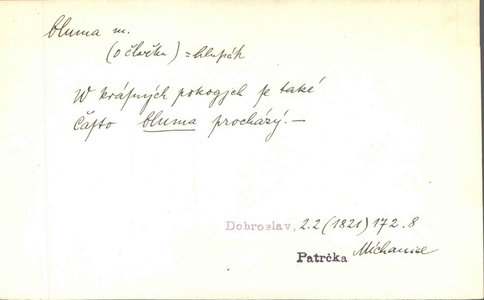 bluma m.
(o člověku) = hlupák
W krásných pokogjch se také
často bluma procházý. —
Dobroslav, 2.2 (1821) 172.8
Patrčka